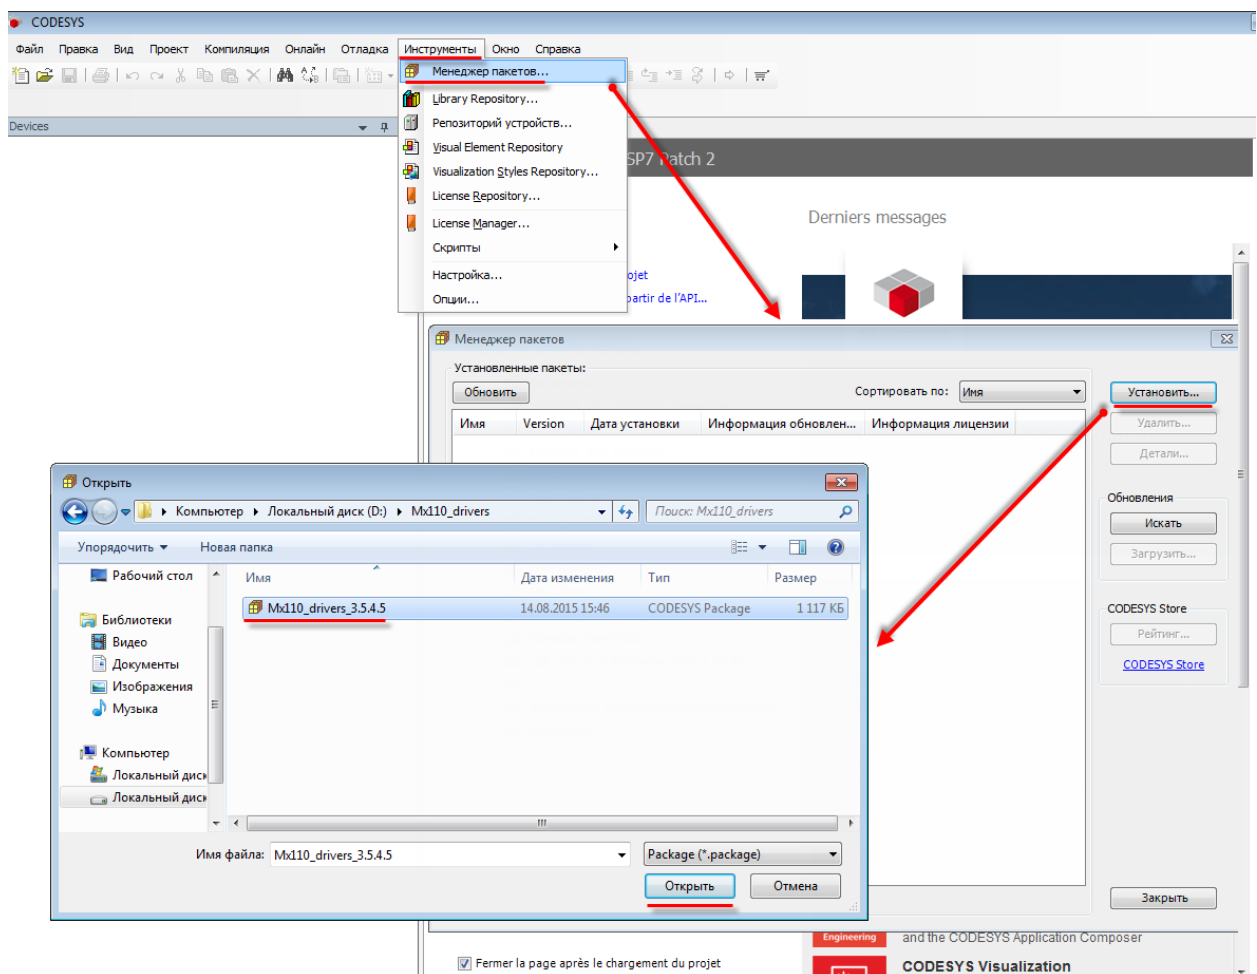 CODESYS
Файл Правка Вид Проект Компиляция Онлайн Отладка Инструменты Окно Справка
Менеджер пакетов...
Library Repository...
Devices
Репозиторий устройств...
Visual Element Repository
SP7 Patch 2
Visualization Styles Repository...
License Repository...
License Manager...
Derniers messages
Скрипты
Настройка...
ojet
Опции...
partir de l'API...
Менеджер пакетов
Установленные пакеты:
Обновить
Сортировать по: Имя
Установить...
Имя Version Дата установки Информация обновлен... Информация лицензии
Удалить...
Детали...
Обновления
Искать
Загрузить...
CODESYS Store
Рейтинг...
CODESYS Store
Закрыть
Открыть
Компьютер Локальный диск (D:) Mx110_drivers
Поиск: Mx110_drivers
Упорядочить Новая папка
Рабочий стол
Библиотеки
Видео
Документы
Изображения
Музыка
Компьютер
Локальный диск
Локальный диск
Имя Дата изменения Тип Размер
Mx110_drivers_3.5.4.5 14.08.2015 15:46 CODESYS Package 1 117 КБ
Имя файла: Mx110_drivers_3.5.4.5
Package (*.package)
Открыть Отмена
Engineering
and the CODESYS Application Composer
Fermer la page après le chargement du projet
CODESYS Visualization